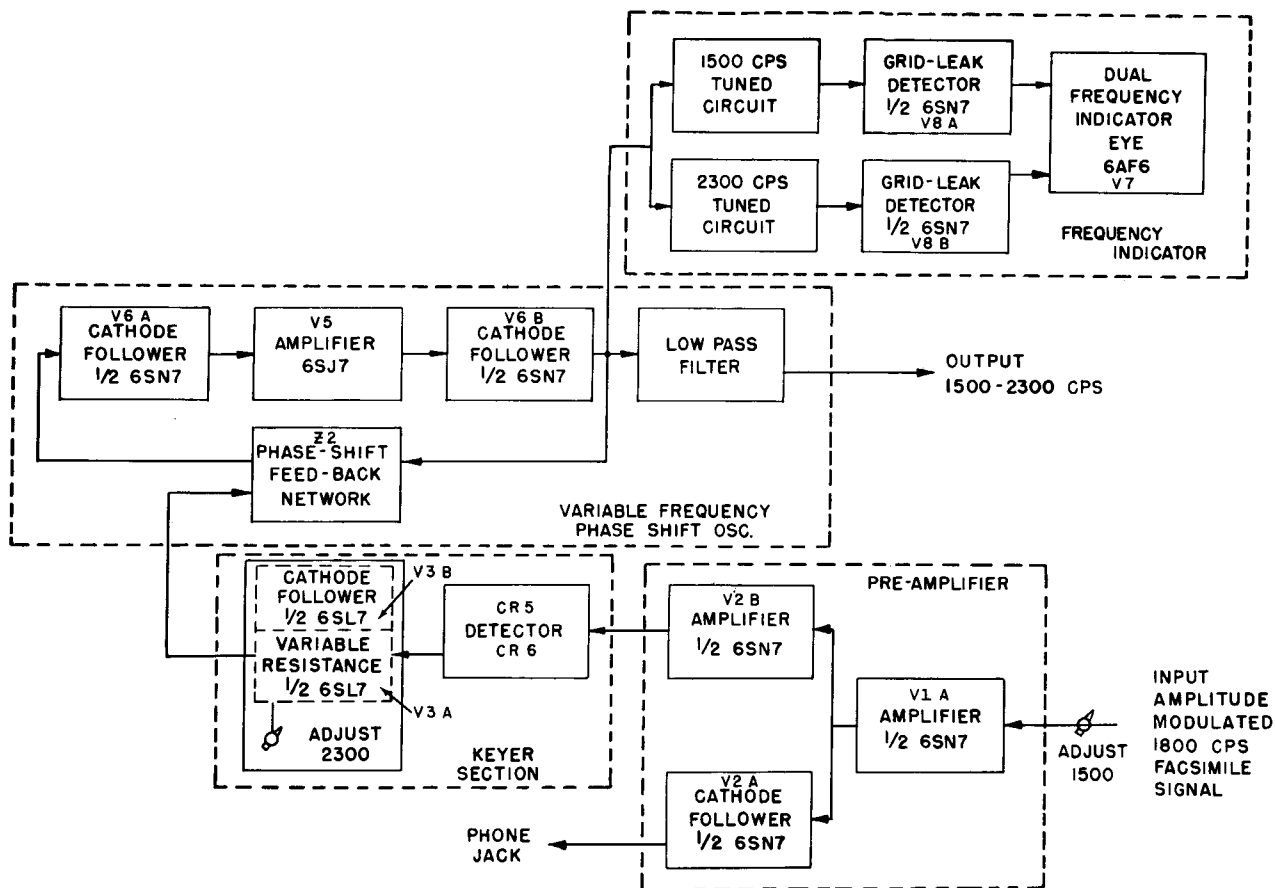 1500 CPS
TUNED
CIRCUIT
GRID-LEAK
DETECTOR
1/2 6SN7
V8 A
DUAL
FREQUENCY
INDICATOR
EYE
6AF6
V7
2300 CPS
TUNED
CIRCUIT
GRID-LEAK
DETECTOR
1/2 6SN7
V8 B
FREQUENCY
INDICATOR
V6 A
CATHODE
FOLLOWER
1/2 6SN7
V5
AMPLIFIER
6SJ7
V6 B
CATHODE
FOLLOWER
1/2 6SN7
LOW PASS
FILTER
OUTPUT
1500-2300 CPS
Z2
PHASE-SHIFT
FEED-BACK
NETWORK
VARIABLE FREQUENCY
PHASE SHIFT OSC.
CATHODE
FOLLOWER
1/2 6SL7
V3 B
VARIABLE
RESISTANCE
1/2 6SL7
V3 A
ADJUST
2300
CR5
DETECTOR
CR6
KEYER
SECTION
PRE-AMPLIFIER
V2 B
AMPLIFIER
1/2 6SN7
V1 A
AMPLIFIER
1/2 6SN7
ADJUST
1500
INPUT
AMPLITUDE
MODULATED
1800 CPS
FACSIMILE
SIGNAL
V2 A
CATHODE
FOLLOWER
1/2 6SN7
PHONE
JACK